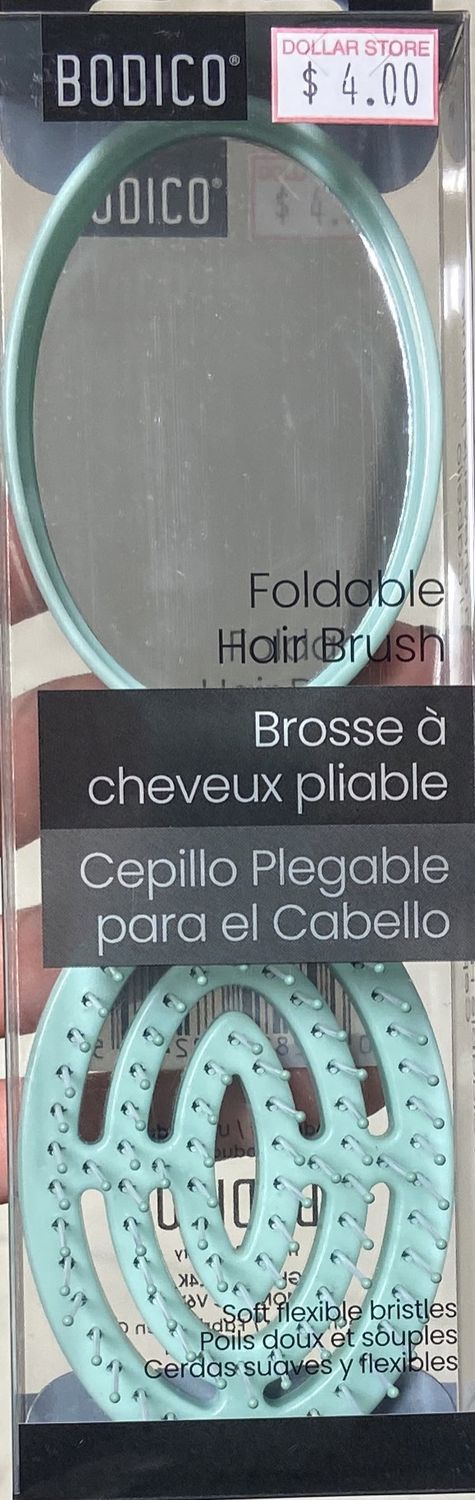 BODICO®
DOLLAR STORE
$ 4.00
Foldable
Hair Brush
Brosse à
cheveux pliable
Cepillo Plegable
para el Cabello
Soft flexible bristles
Poils doux et souples
Cerdas suaves y flexibles